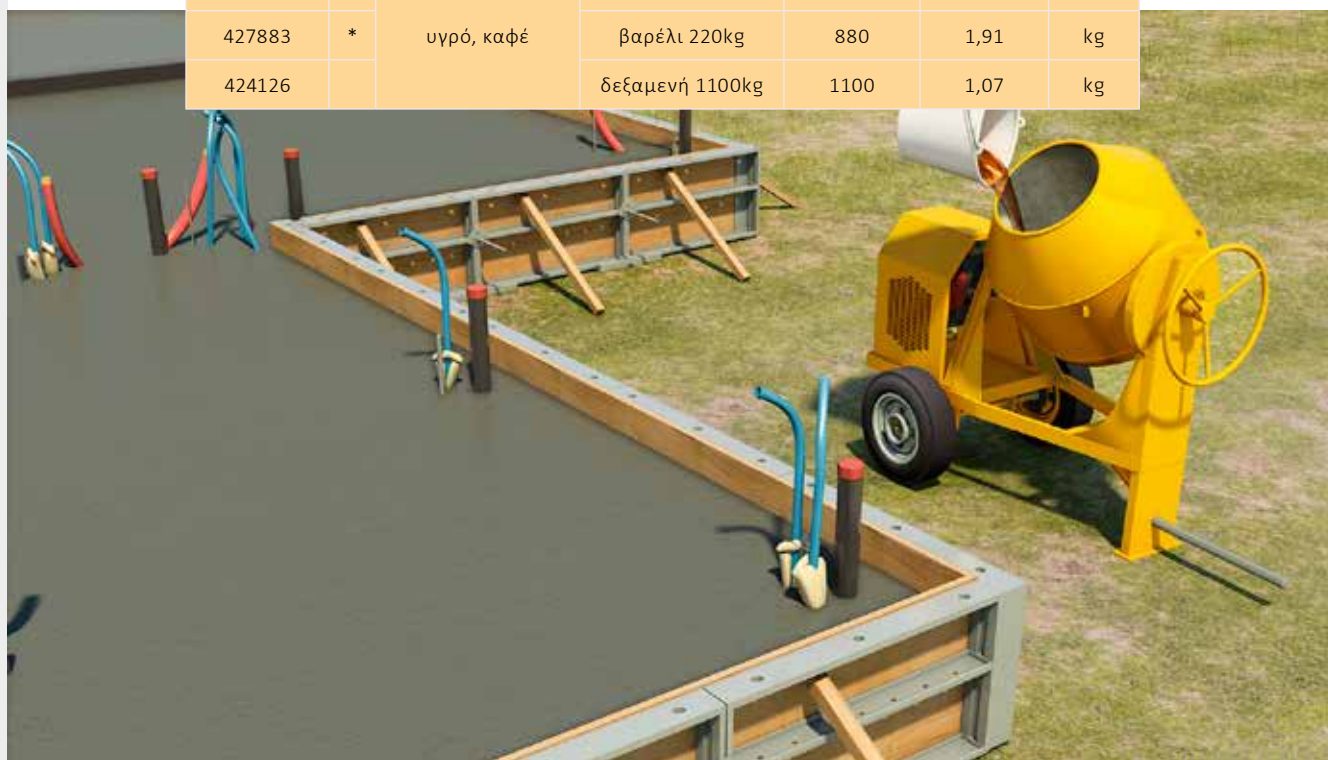 427883 * υγρό, καφέ βαρέλι 220kg 880 1,91 kg
424126 δεξαμενή 1100kg 1100 1,07 kg